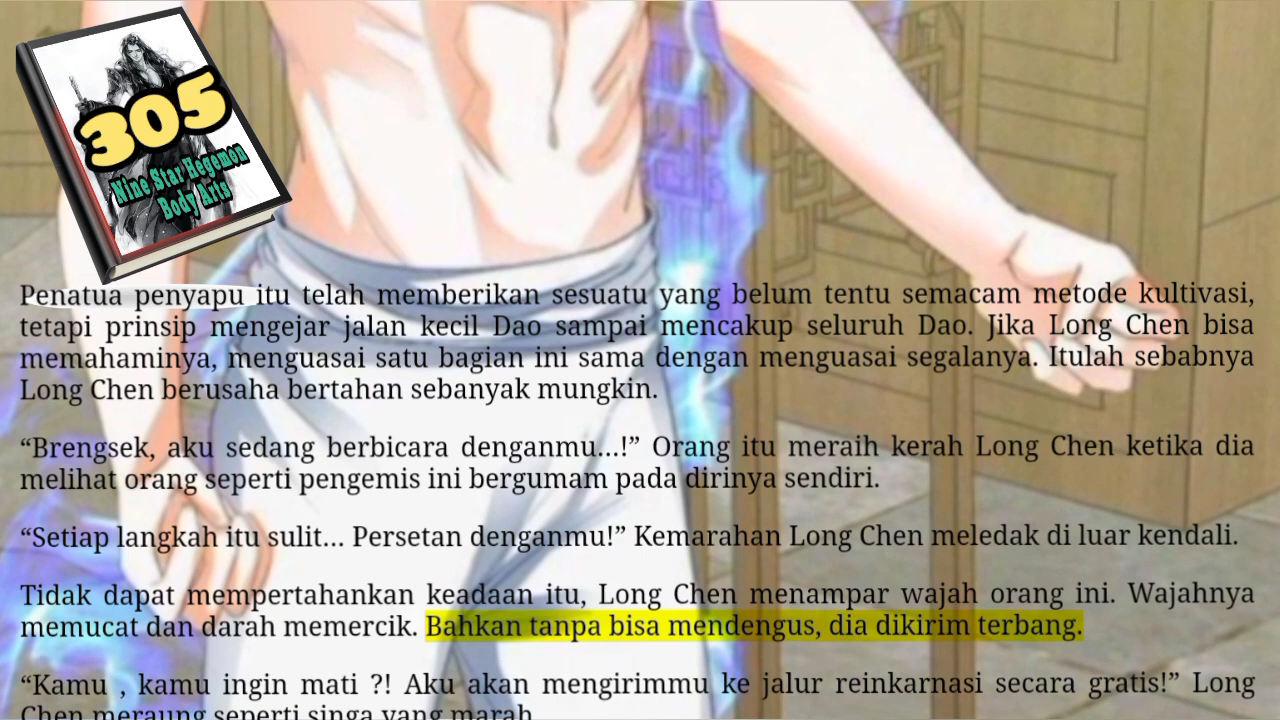 305
Nine Star Hegemon
Body Arts
Penatua penyapu itu telah memberikan sesuatu yang belum tentu semacam metode kultivasi,
tetapi prinsip mengejar jalan kecil Dao sampai mencakup seluruh Dao. Jika Long Chen bisa
memahaminya, menguasai satu bagian ini sama dengan menguasai segalanya. Itulah sebabnya
Long Chen berusaha bertahan sebanyak mungkin.
“Brengsek, aku sedang berbicara denganmu…!” Orang itu meraih kerah Long Chen ketika dia
melihat orang seperti pengemis ini bergumam pada dirinya sendiri.
“Setiap langkah itu sulit… Persetan denganmu!” Kemarahan Long Chen meledak di luar kendali.
Tidak dapat mempertahankan keadaan itu, Long Chen menampar wajah orang ini. Wajahnya
memucat dan darah memercik. Bahkan tanpa bisa mendengus, dia dikirim terbang.
“Kamu , kamu ingin mati ?! Aku akan mengirimmu ke jalur reinkarnasi secara gratis!” Long
Chen meraung seperti singa yang marah.